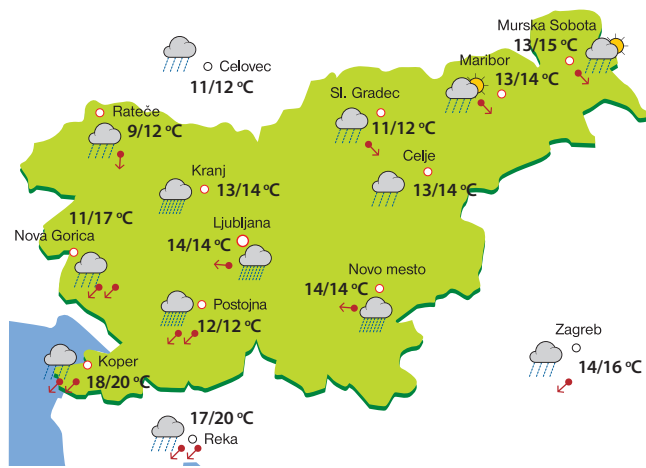 Murska Sobota
13/15 °C
Maribor
13/14 °C
Celovec
11/12 °C
Sl. Gradec
11/12 °C
Rateče
9/12 °C
Celje
13/14 °C
Kranj
13/14 °C
11/17 °C
Nova Gorica
Ljubljana
14/14 °C
Novo mesto
14/14 °C
Postojna
12/12 °C
Zagreb
14/16 °C
Koper
18/20 °C
17/20 °C
Reka